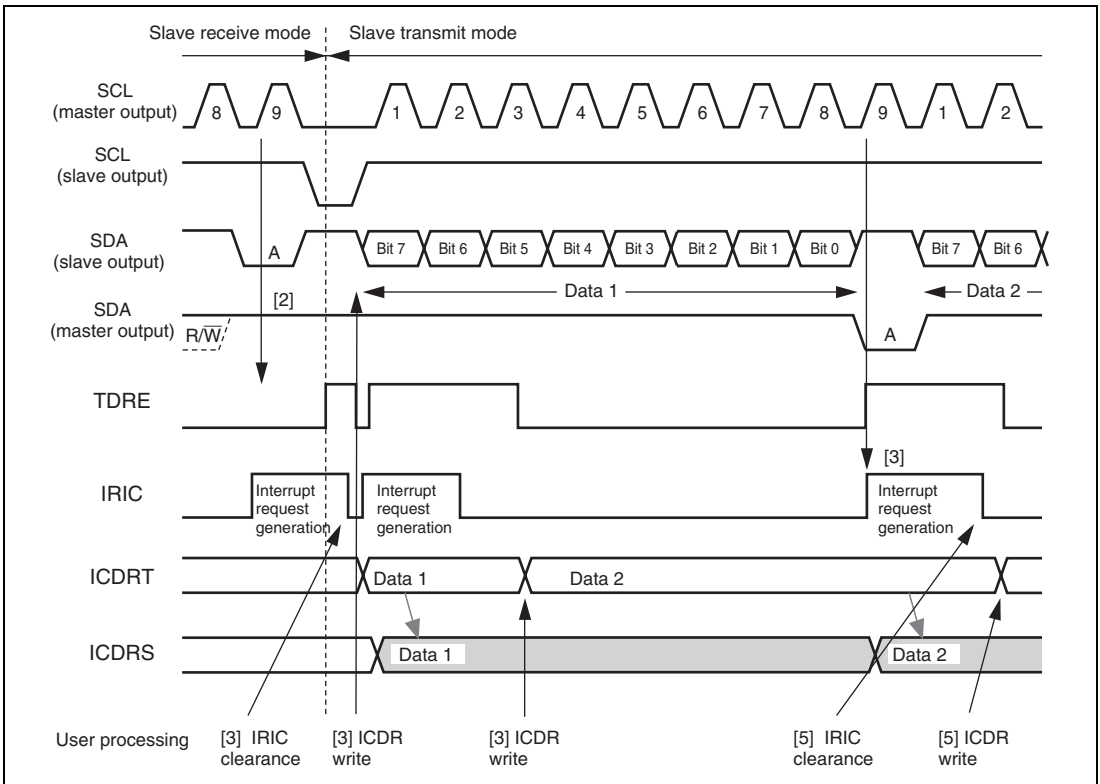 Slave receive mode
Slave transmit mode
SCL
(master output)
8 9 1 2 3 4 5 6 7 8 9 1 2
SCL
(slave output)
SDA
(slave output)
A Bit 7 Bit 6 Bit 5 Bit 4 Bit 3 Bit 2 Bit 1 Bit 0 Bit 7 Bit 6
Data 1 Data 2
SDA
(master output)
R/W̅
[2]
A
TDRE
[3]
IRIC
Interrupt
request
generation
Interrupt
request
generation
Interrupt
request
generation
ICDRT
Data 1 Data 2
ICDRS
Data 1 Data 2
User processing
[3] IRIC
clearance
[3] ICDR
write
[3] ICDR
write
[5] IRIC
clearance
[5] ICDR
write